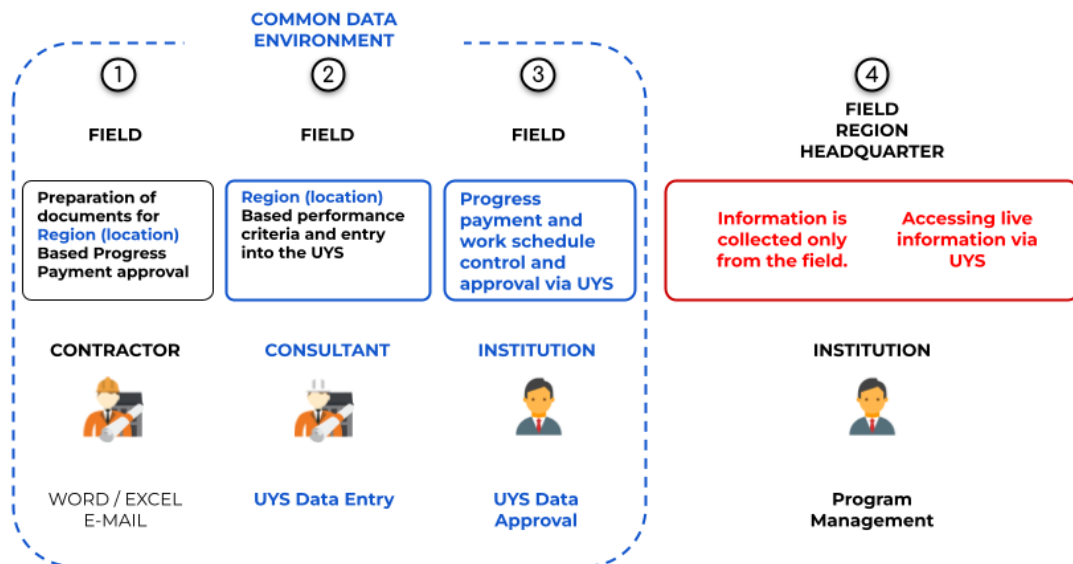 COMMON DATA
ENVIRONMENT
1
2
3
4
FIELD
FIELD
FIELD
FIELD
REGION
HEADQUARTER
Preparation of
documents for
Region (location)
Based Progress
Payment approval
Region (location)
Based performance
criteria and entry
into the UYS
Progress
payment and
work schedule
control and
approval via UYS
Information is
collected only
from the field.
Accessing live
information via
UYS
CONTRACTOR
CONSULTANT
INSTITUTION
INSTITUTION
WORD / EXCEL
E-MAIL
UYS Data Entry
UYS Data
Approval
Program
Management